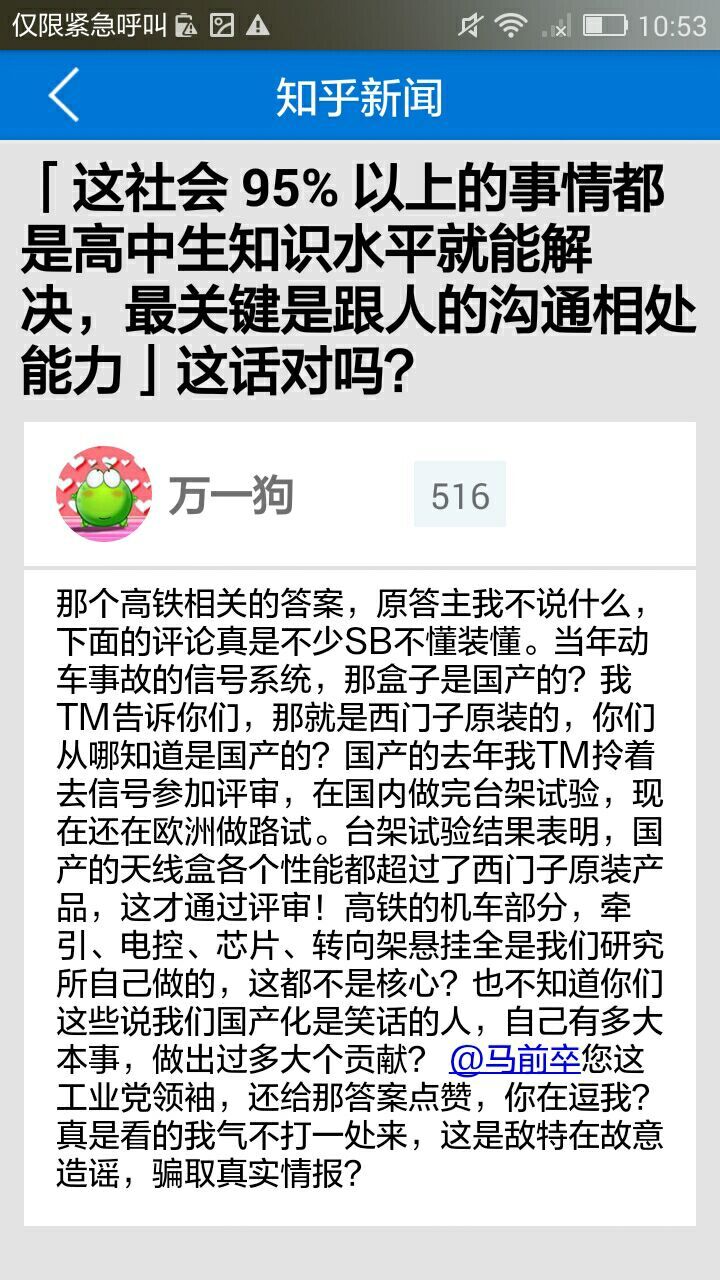 仅限紧急呼叫 10:53
知乎新闻
「这社会 95% 以上的事情都
是高中生知识水平就能解
决，最关键是跟人的沟通相处
能力」这话对吗？
万一狗 516
那个高铁相关的答案，原答主我不说什么，
下面的评论真是不少SB不懂装懂。当年动
车事故的信号系统，那盒子是国产的？我
TM告诉你们，那就是西门子原装的，你们
从哪知道是国产的？国产的去年我TM拎着
去信号参加评审，在国内做完台架试验，现
在还在欧洲做路试。台架试验结果表明，国
产的天线盒各个性能都超过了西门子原装产
品，这才通过评审！高铁的机车部分，牵
引、电控、芯片、转向架悬挂全是我们研究
所自己做的，这都不是核心？也不知道你们
这些说我们国产化是笑话的人，自己有多大
本事，做出过多大个贡献？ @马前卒您这
工业党领袖，还给那答案点赞，你在逗我？
真是看的我气不打一处来，这是敌特在故意
造谣，骗取真实情报？